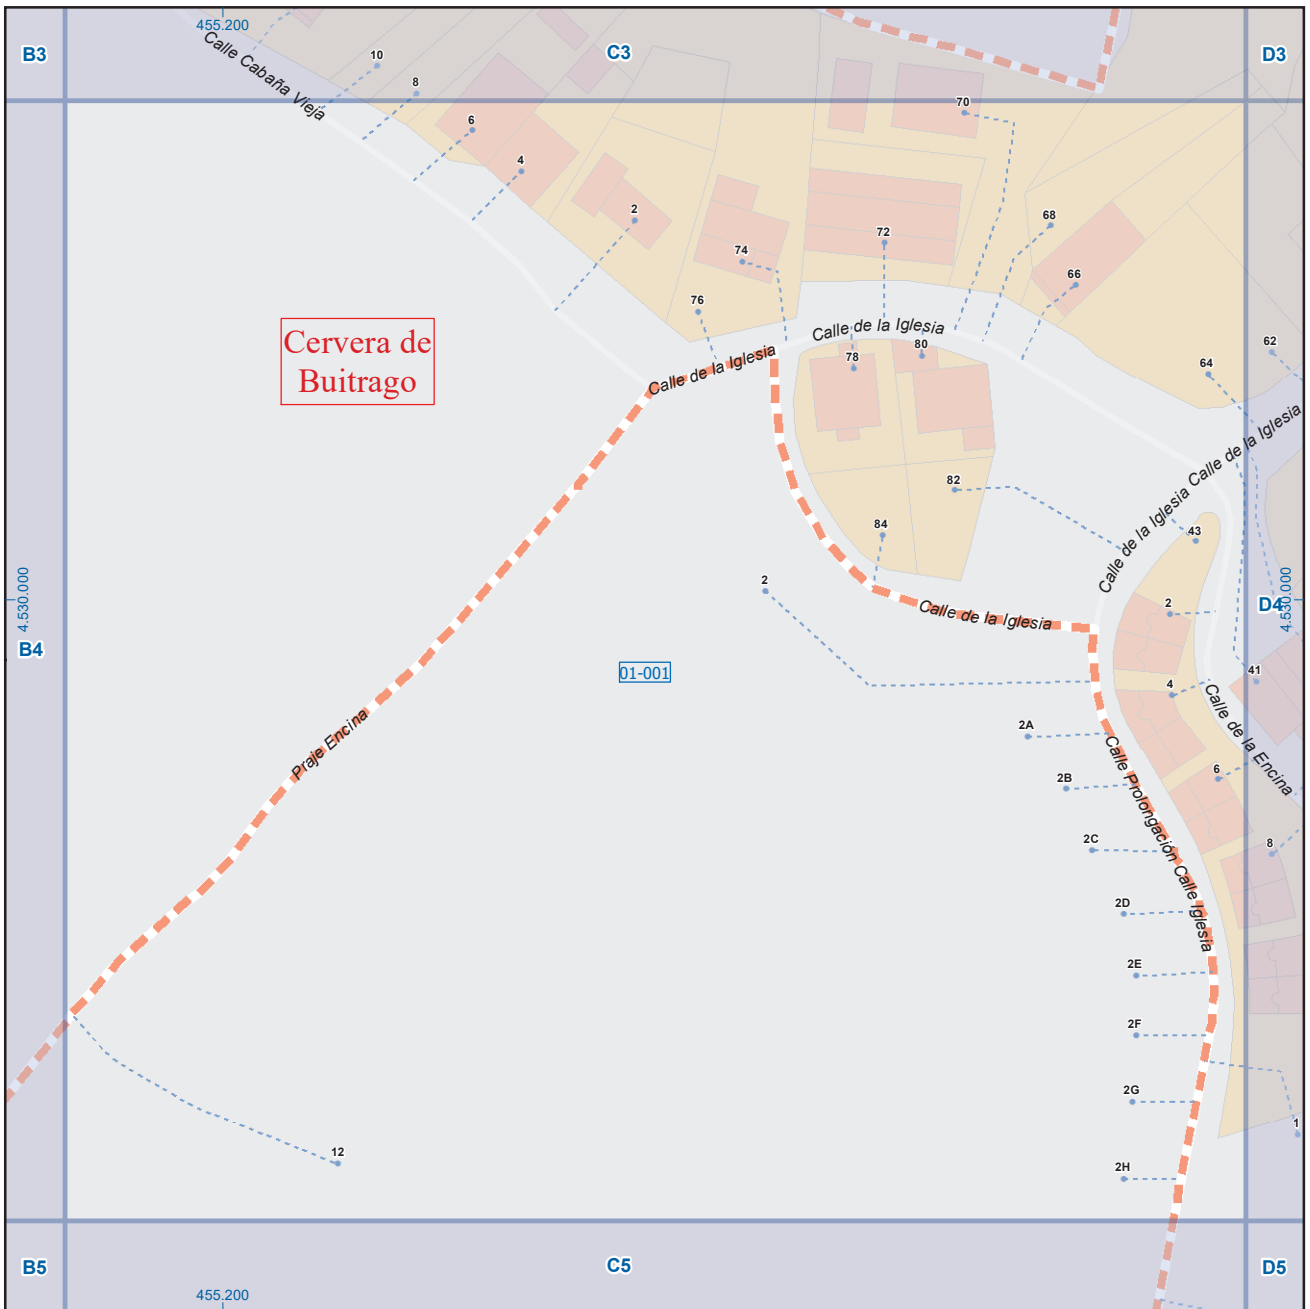 455.200
B3
C3
D3
Calle Cabaña Vieja
10
8
6
4
2
70
68
66
72
74
76
Cervera de
Buitrago
Calle de la Iglesia
Calle de la Iglesia
78
80
62
64
Calle de la Iglesia
82
84
Calle de la Iglesia
43
2
Calle de la Iglesia
2
4.530.000
D4
4.530.000
B4
01-001
41
4
Calle de la Encina
2A
6
2B
Praje Encina
Calle Prolongación Calle Iglesia
2C
8
2D
2E
2F
2G
1
12
2H
B5
C5
D5
455.200